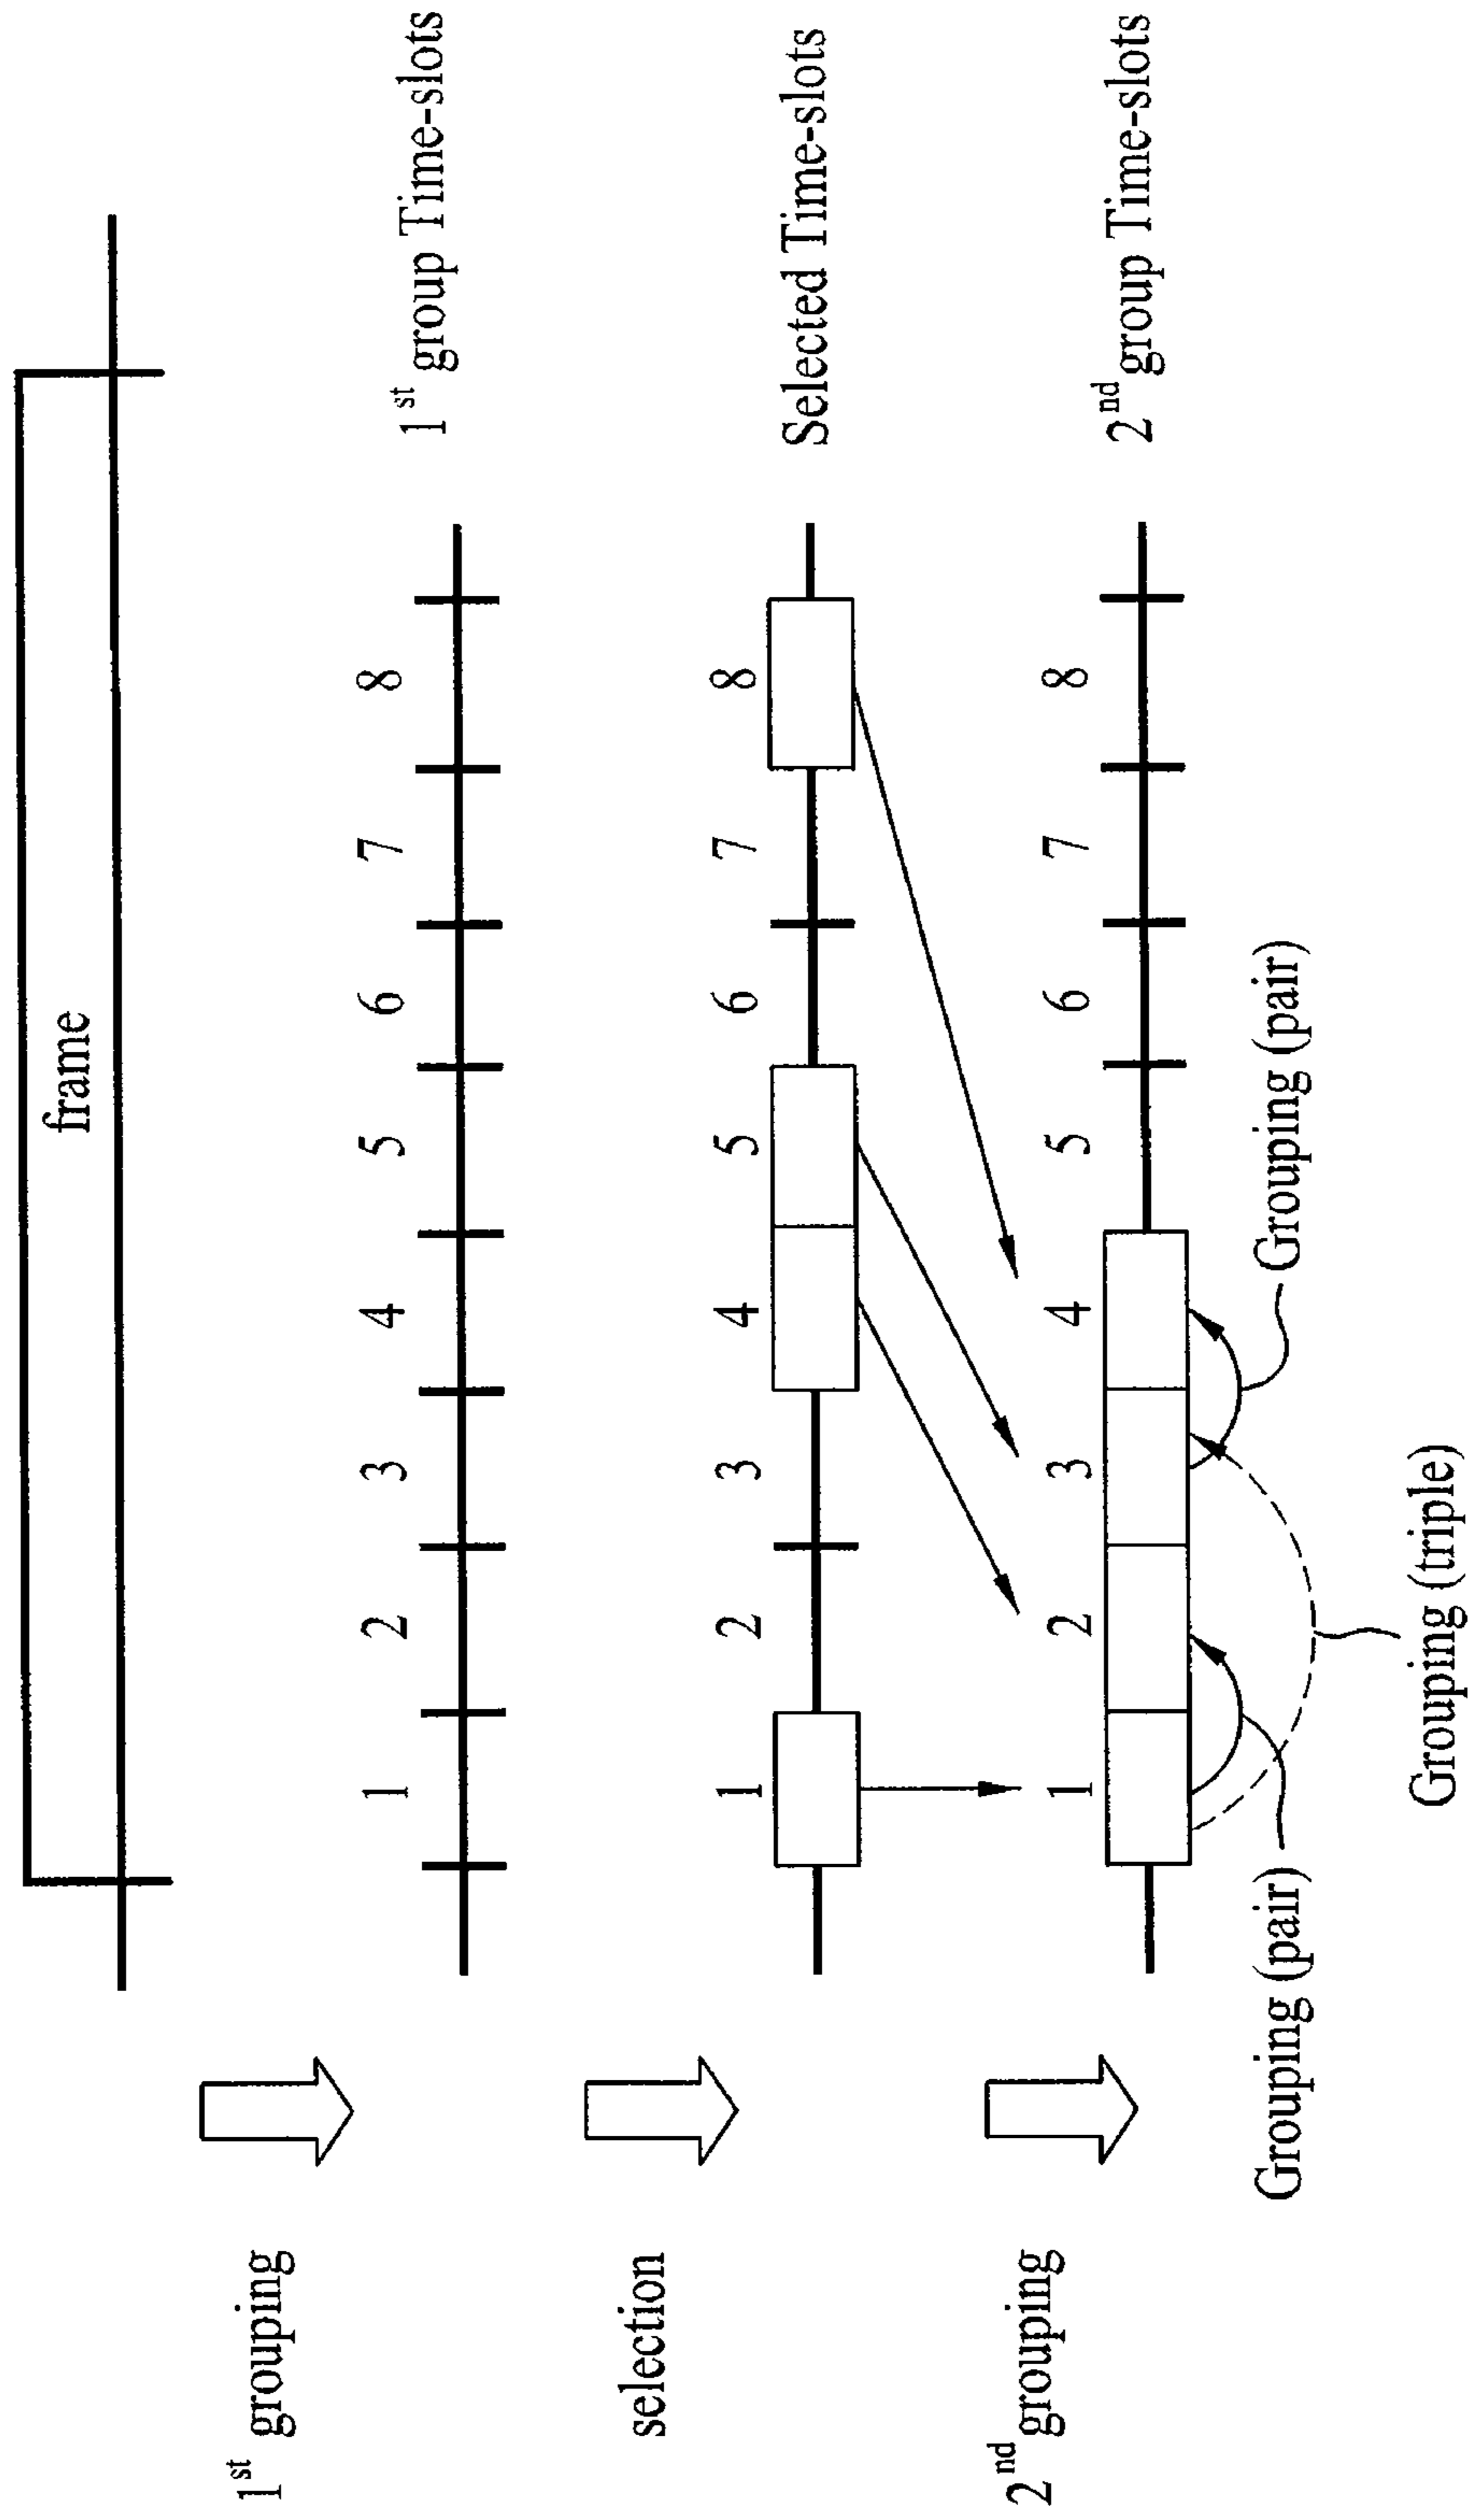 frame
1st grouping
1 2 3 4 5 6 7 8
1st group Time-slots
selection
1 2 3 4 5 6 7 8
Selected Time-slots
2nd grouping
1 2 3 4 5 6 7 8
2nd group Time-slots
Grouping (pair)
Grouping (pair)
Grouping (triple)